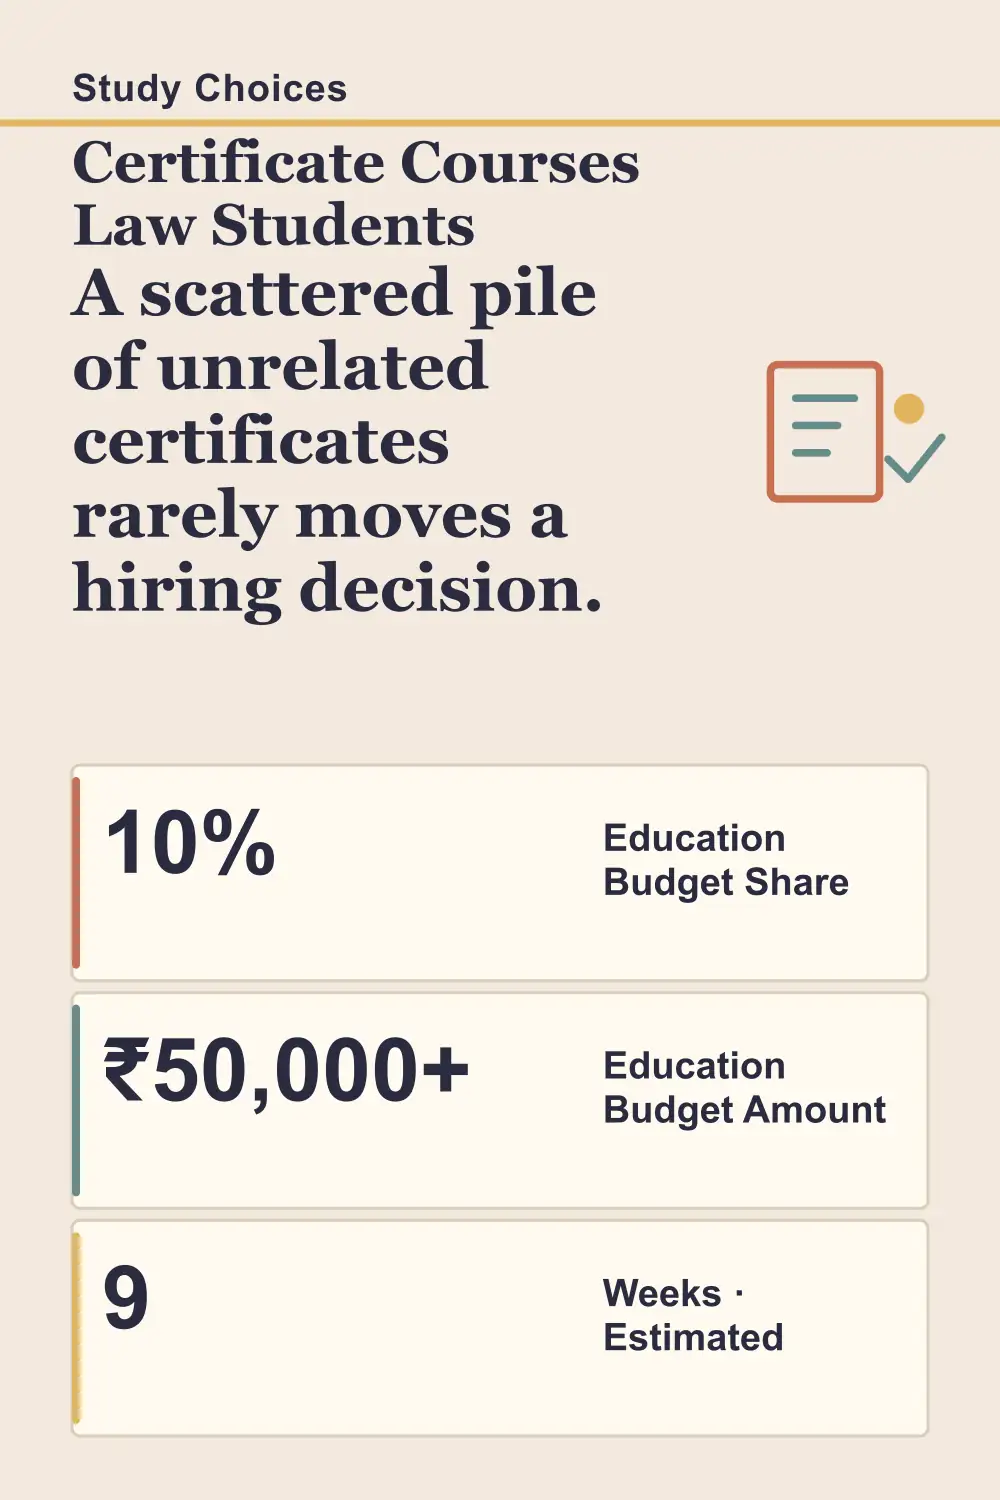 Study Choices
Certificate Courses
Law Students
A scattered pile
of unrelated
certificates
rarely moves a
hiring decision.
10%
Education
Budget Share
₹50,000+
Education
Budget Amount
9
Weeks ·
Estimated